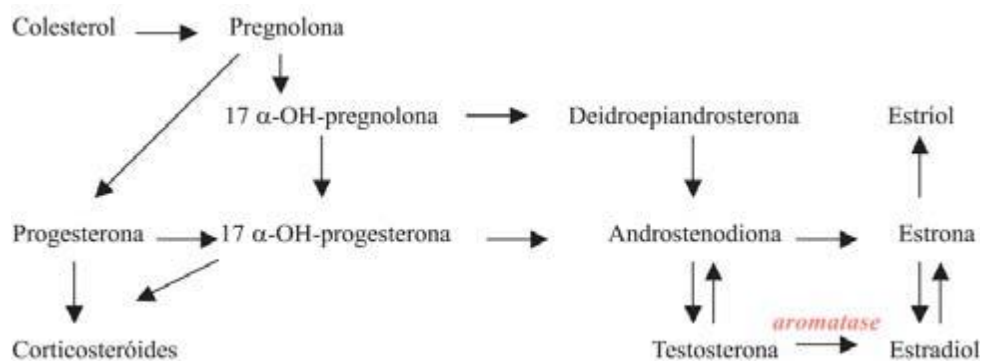 Colesterol Pregnolona
17 α-OH-pregnolona Deidroepiandrosterona Estriol
Progesterona 17 α-OH-progesterona Androstenodiona Estrona
aromatase
Corticosteróides Testosterona Estradiol